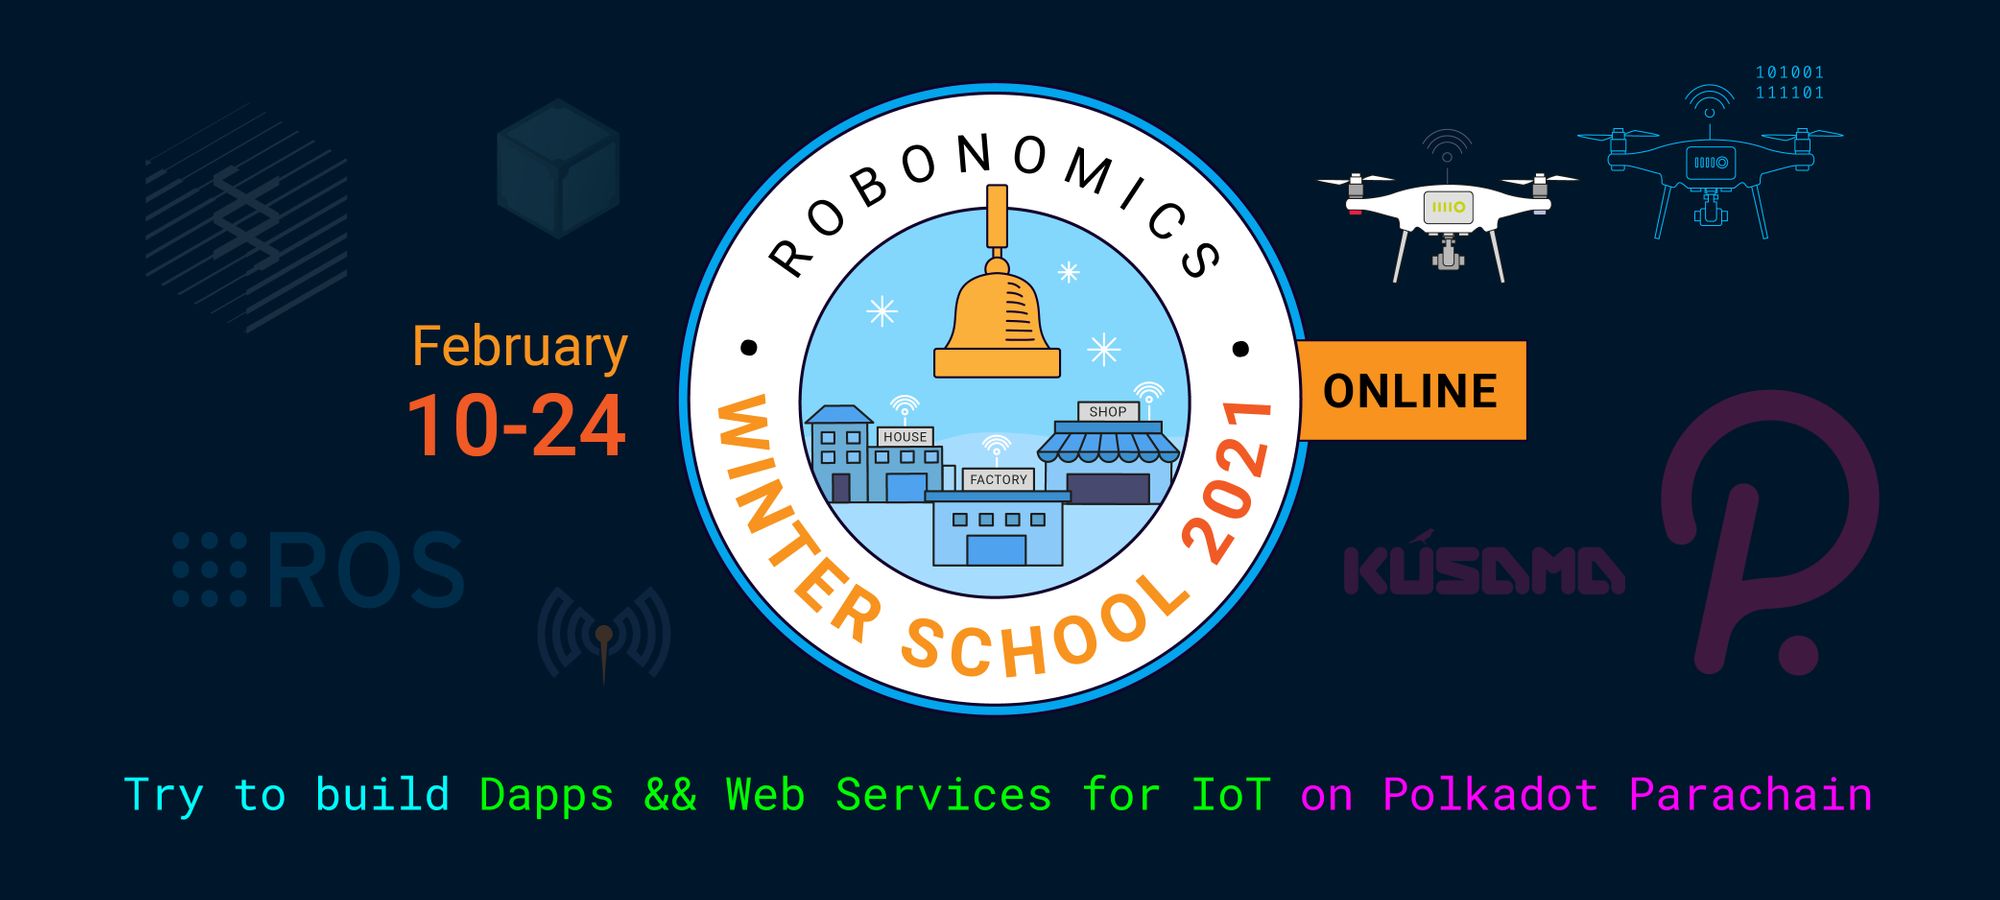 101001
111101
ROBONOMICS
February
10-24
WINTER SCHOOL 2021
ONLINE
SHOP
HOUSE
FACTORY
ROS
KÚSAMA
Try to build Dapps && Web Services for IoT on Polkadot Parachain